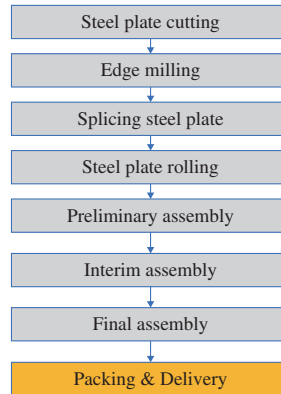 Steel plate cutting
Edge milling
Splicing steel plate
Steel plate rolling
Preliminary assembly
Interim assembly
Final assembly
Packing & Delivery